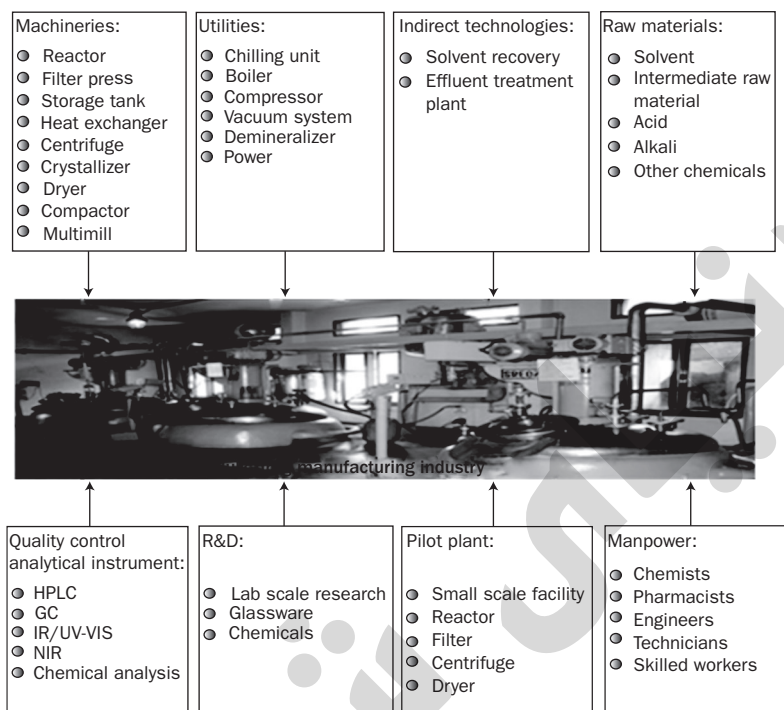 Machineries:
Reactor
Filter press
Storage tank
Heat exchanger
Centrifuge
Crystallizer
Dryer
Compactor
Multimill
Utilities:
Chilling unit
Boiler
Compressor
Vacuum system
Demineralizer
Power
Indirect technologies:
Solvent recovery
Effluent treatment
plant
Raw materials:
Solvent
Intermediate raw
material
Acid
Alkali
Other chemicals
manufacturing industry
Quality control
analytical instrument:
HPLC
GC
IR/UV-VIS
NIR
Chemical analysis
R&D:
Lab scale research
Glassware
Chemicals
Pilot plant:
Small scale facility
Reactor
Filter
Centrifuge
Dryer
Manpower:
Chemists
Pharmacists
Engineers
Technicians
Skilled workers